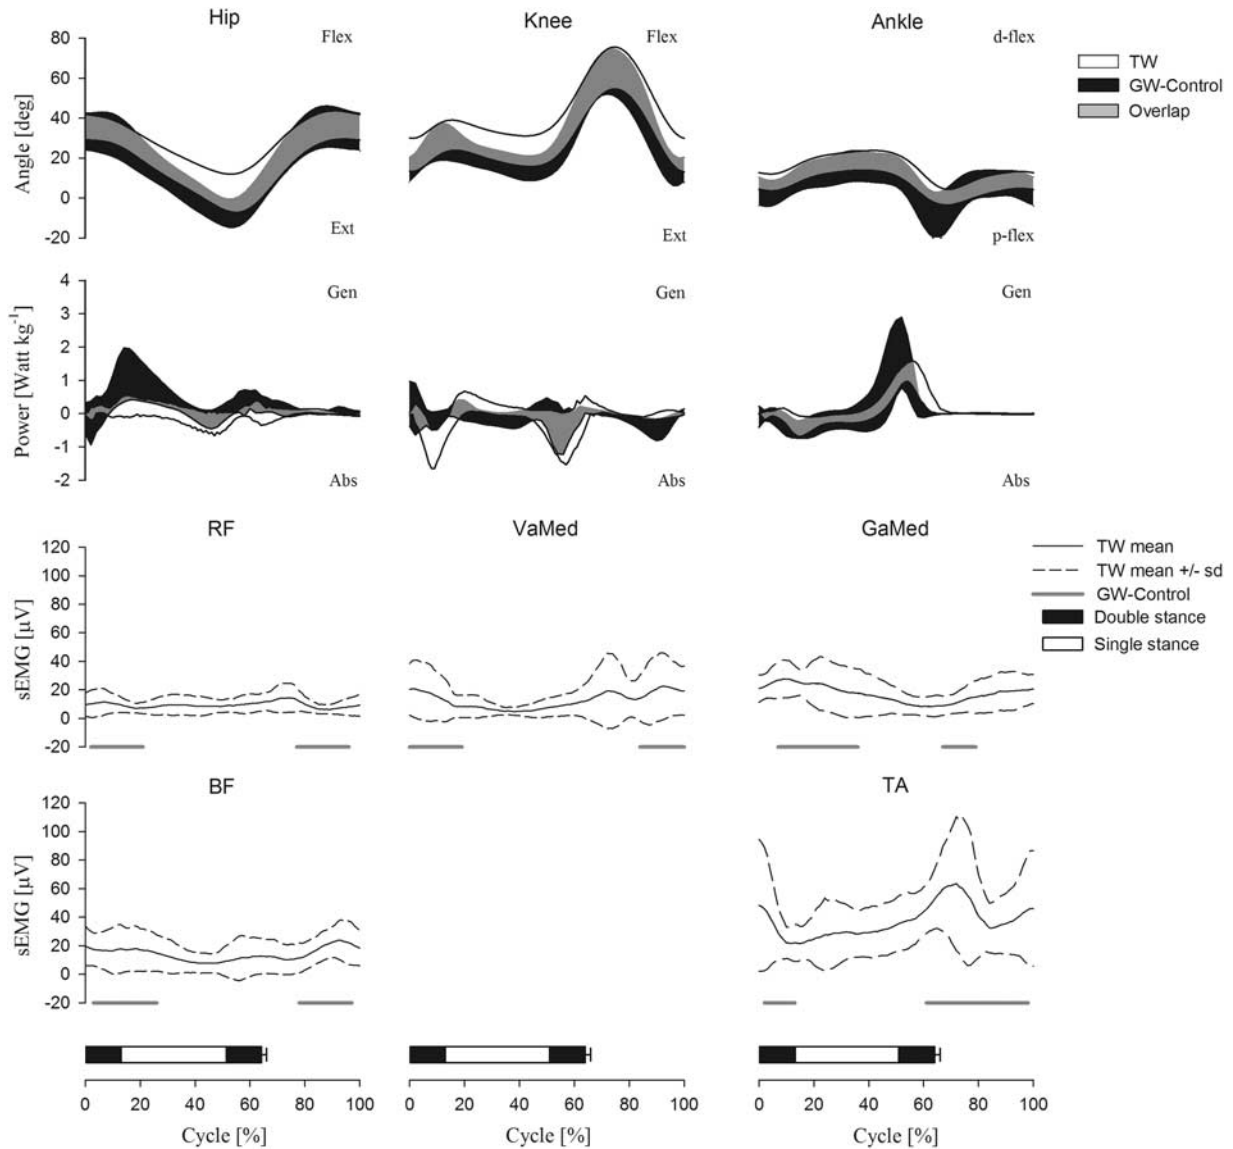 Hip
Knee
Ankle
Flex
Flex
d-flex
80
60
40
20
0
-20
Angle [deg]
Ext
Ext
p-flex
TW
GW-Control
Overlap
4
3
2
1
0
-1
-2
Power [Watt kg⁻¹]
Gen
Gen
Gen
Abs
Abs
Abs
RF
VaMed
GaMed
120
100
80
60
40
20
0
-20
sEMG [µV]
TW mean
TW mean +/- sd
GW-Control
Double stance
Single stance
BF
TA
120
100
80
60
40
20
0
-20
sEMG [µV]
0 20 40 60 80 100
0 20 40 60 80 100
0 20 40 60 80 100
Cycle [%]
Cycle [%]
Cycle [%]